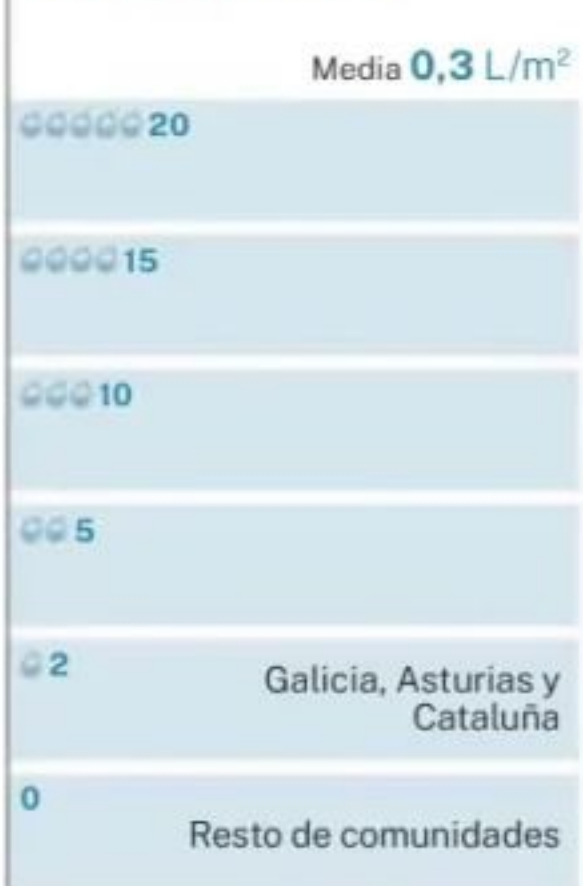 Media 0,3 L/m²
20
15
10
5
2
Galicia, Asturias y
Cataluña
0
Resto de comunidades